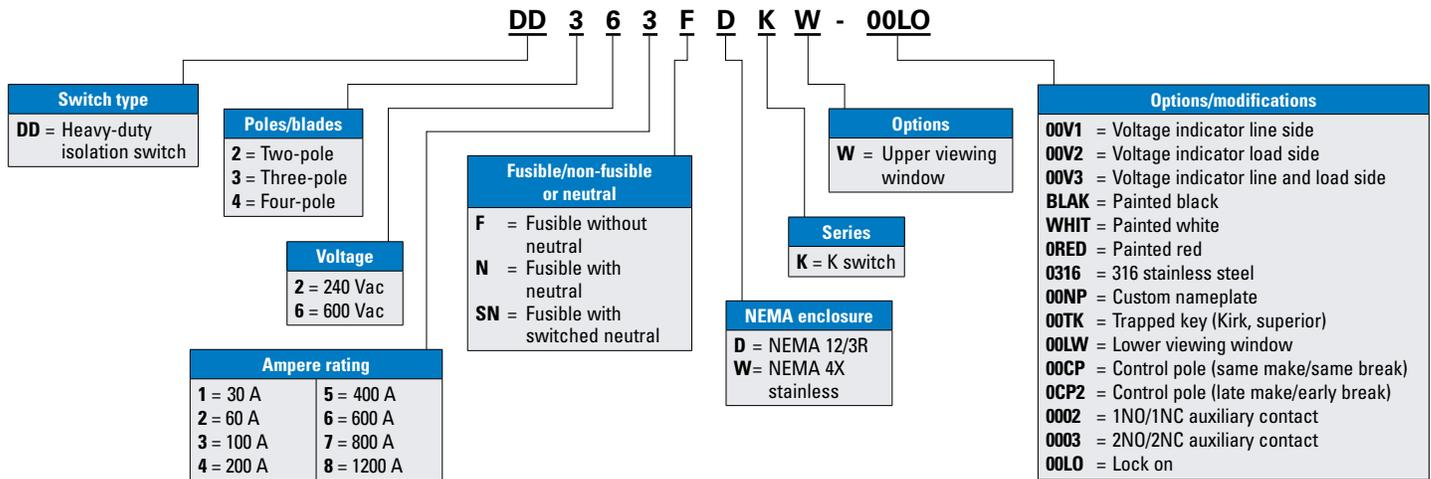 DD 3 6 3 F D K W - 00LO
Switch type
DD = Heavy-duty
isolation switch
Poles/blades
2 = Two-pole
3 = Three-pole
4 = Four-pole
Voltage
2 = 240 Vac
6 = 600 Vac
Ampere rating
1 = 30 A
2 = 60 A
3 = 100 A
4 = 200 A
5 = 400 A
6 = 600 A
7 = 800 A
8 = 1200 A
Fusible/non-fusible
or neutral
F = Fusible without
neutral
N = Fusible with
neutral
SN = Fusible with
switched neutral
NEMA enclosure
D = NEMA 12/3R
W= NEMA 4X
stainless
Series
K = K switch
Options
W = Upper viewing
window
Options/modifications
00V1 = Voltage indicator line side
00V2 = Voltage indicator load side
00V3 = Voltage indicator line and load side
BLAK = Painted black
WHIT = Painted white
0RED = Painted red
0316 = 316 stainless steel
00NP = Custom nameplate
00TK = Trapped key (Kirk, superior)
00LW = Lower viewing window
00CP = Control pole (same make/same break)
0CP2 = Control pole (late make/early break)
0002 = 1NO/1NC auxiliary contact
0003 = 2NO/2NC auxiliary contact
00LO = Lock on